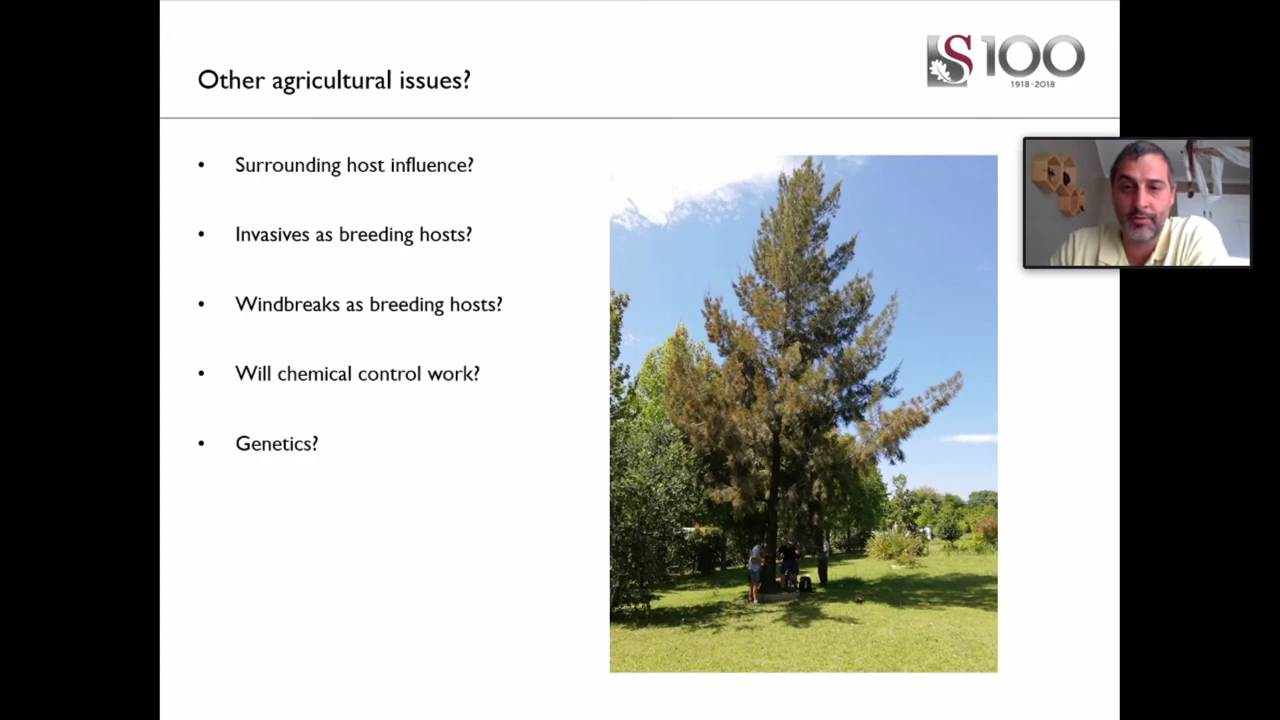 Other agricultural issues?
S100
1918-2018
• Surrounding host influence?
• Invasives as breeding hosts?
• Windbreaks as breeding hosts?
• Will chemical control work?
• Genetics?